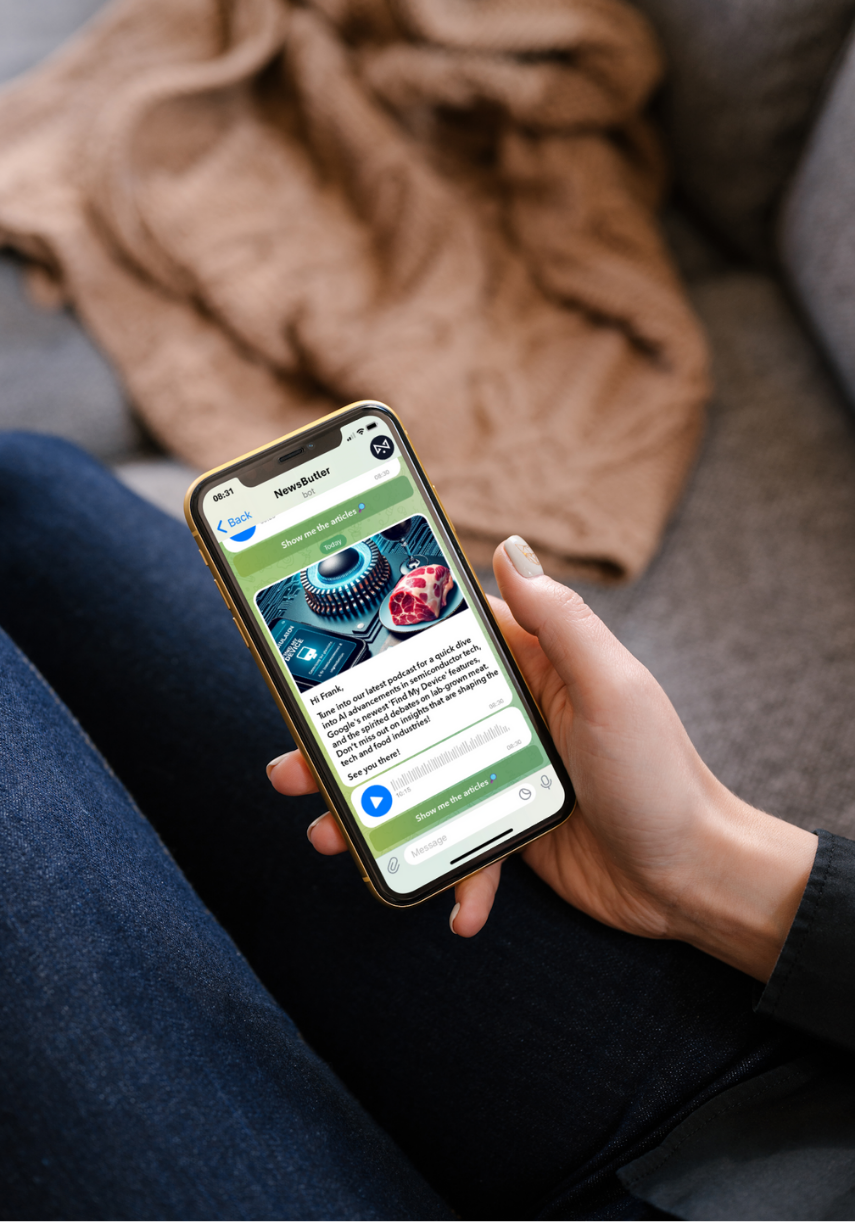 08:31
Back
NewsButler
bot
08:30
Show me the articles
Today
DEVICE
Hi Frank,
Tune into our latest podcast for a quick dive
into AI advancements in semiconductor tech,
Google's newest 'Find My Device' features,
and the spirited debates on lab-grown meat.
Don't miss out on insights that are shaping the
tech and food industries!
See you there!
08:30
10:15
08:30
Show me the articles
Message